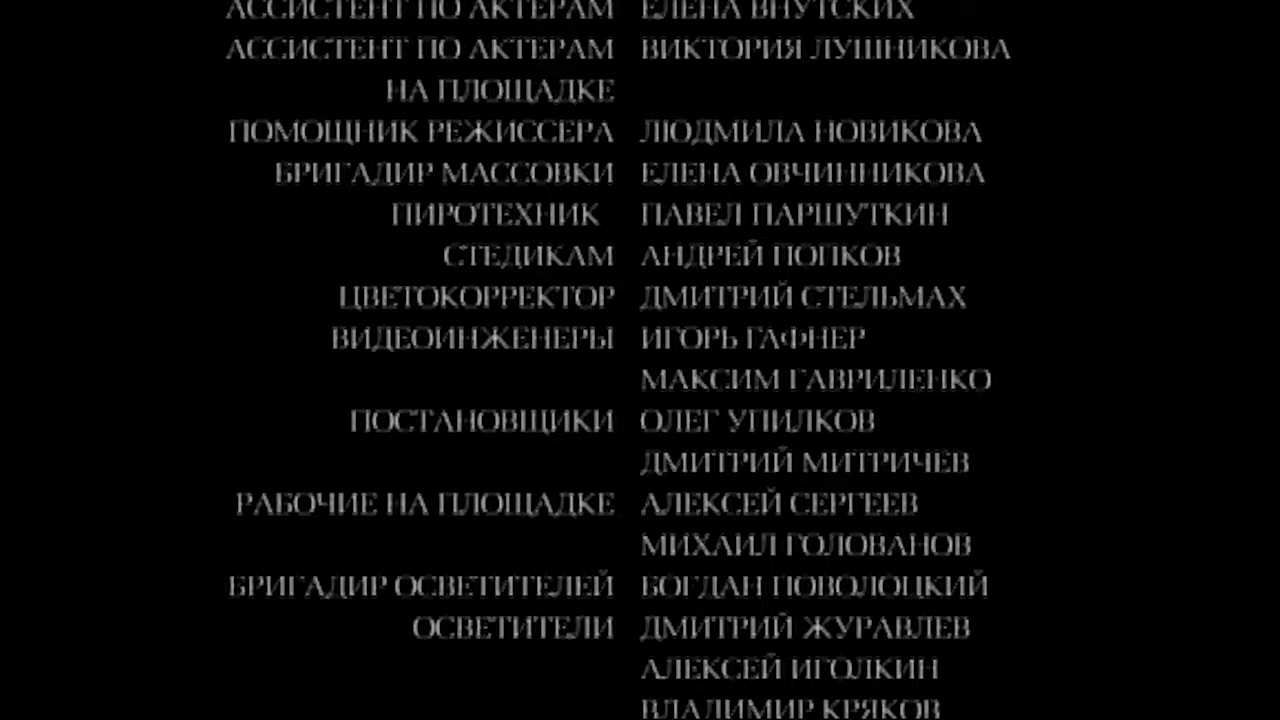 АССИСТЕНТ ПО АКТЕРАМ ЕЛЕНА ВНУТСКИХ
АССИСТЕНТ ПО АКТЕРАМ ВИКТОРИЯ ЛУШНИКОВА
НА ПЛОЩАДКЕ
ПОМОЩНИК РЕЖИССЕРА ЛЮДМИЛА НОВИКОВА
БРИГАДИР МАССОВКИ ЕЛЕНА ОВЧИННИКОВА
ПИРОТЕХНИК ПАВЕЛ ПАРШУТКИН
СТЕДИКАМ АНДРЕЙ ПОПКОВ
ЦВЕТОКОРРЕКТОР ДМИТРИЙ СТЕЛЬМАХ
ВИДЕОИНЖЕНЕРЫ ИГОРЬ ГАФНЕР
МАКСИМ ГАВРИЛЕНКО
ПОСТАНОВЩИКИ ОЛЕГ УПИЛКОВ
ДМИТРИЙ МИТРИЧЕВ
РАБОЧИЕ НА ПЛОЩАДКЕ АЛЕКСЕЙ СЕРГЕЕВ
МИХАИЛ ГОЛОВАНОВ
БРИГАДИР ОСВЕТИТЕЛЕЙ БОГДАН ПОВОЛОЦКИЙ
ОСВЕТИТЕЛИ ДМИТРИЙ ЖУРАВЛЕВ
АЛЕКСЕЙ ИГОЛКИН
ВЛАДИМИР КРЯКОВ